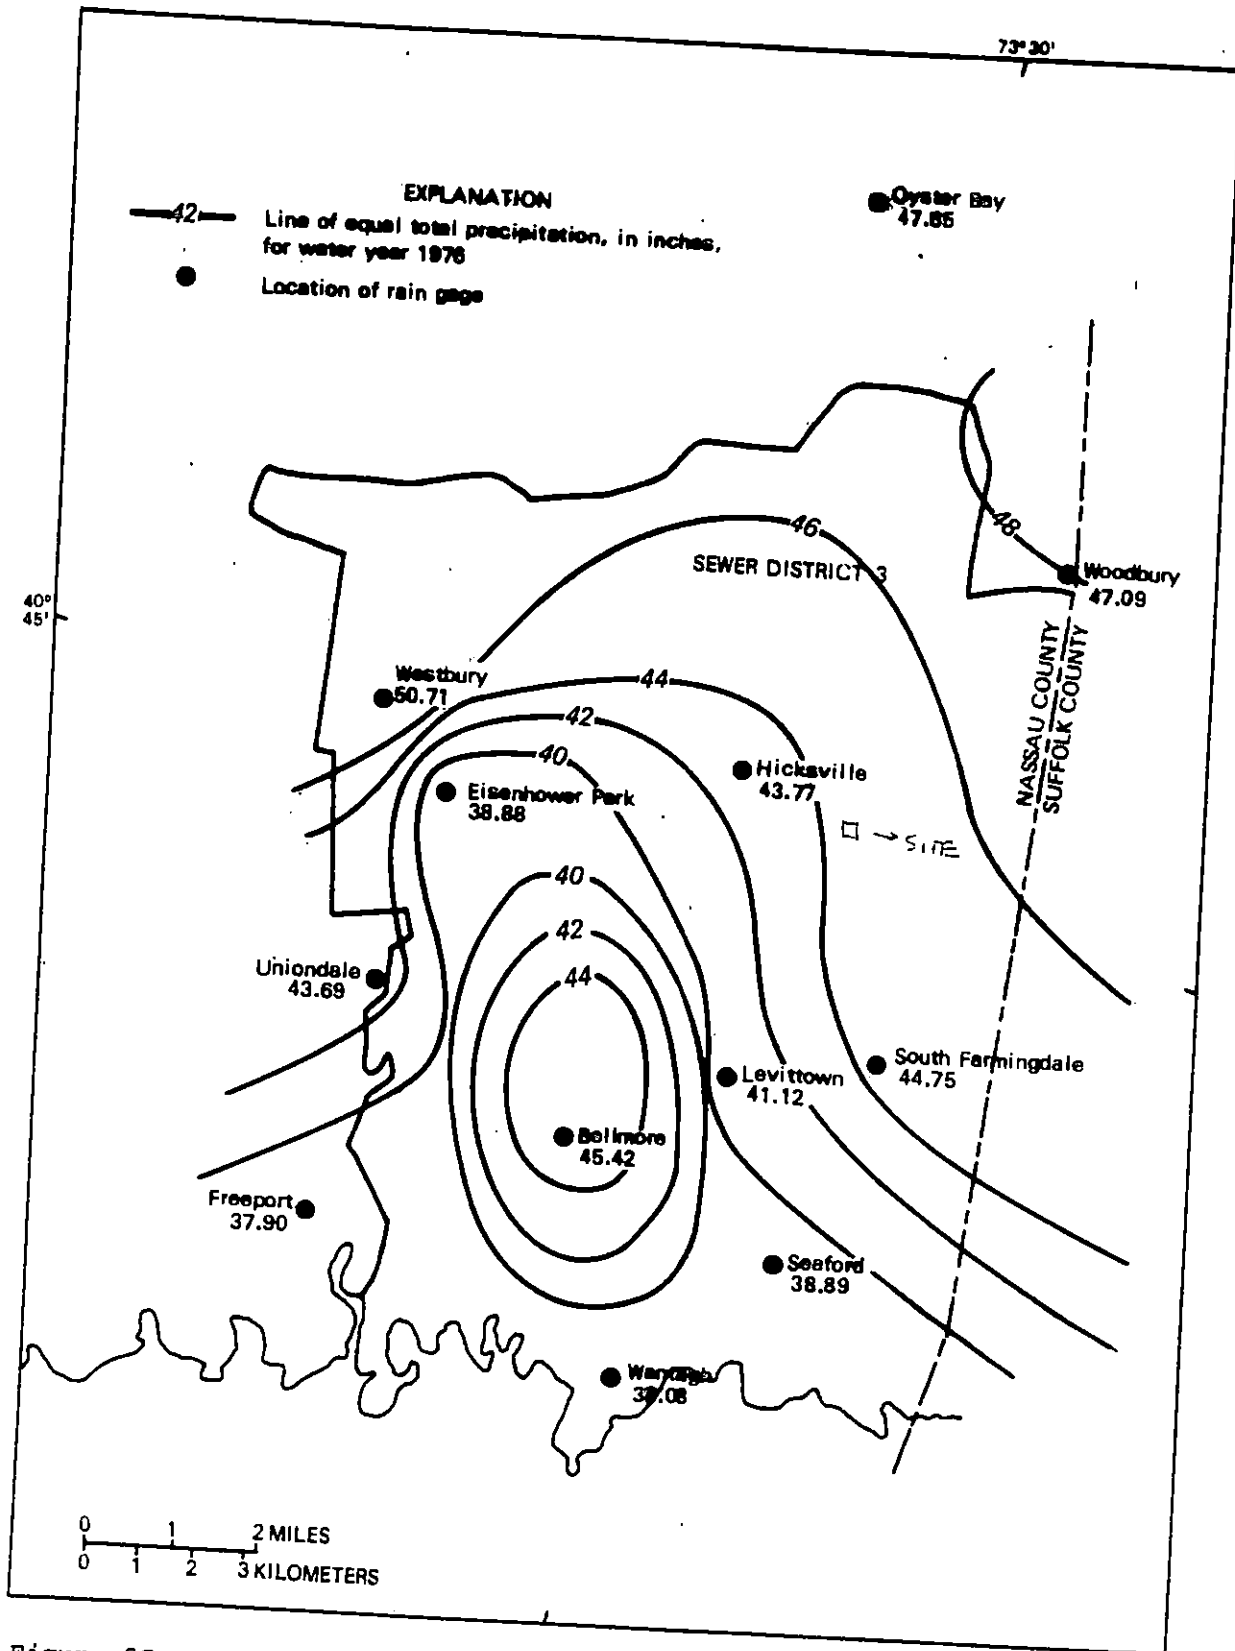 73°30'
EXPLANATION
42
Line of equal total precipitation, in inches,
for water year 1976
Location of rain gage
Oyster Bay
47.85
46
48
SEWER DISTRICT 3
Woodbury
47.09
40°
45'
NASSAU COUNTY
SUFFOLK COUNTY
Westbury
50.71
44
42
40
Hicksville
43.77
Eisenhower Park
38.88
□ → SITE
40
42
44
Uniondale
43.69
South Farmingdale
44.75
Levittown
41.12
Bellmore
45.42
Freeport
37.90
Seaford
38.89
Wantagh
0 1 2 MILES
0 1 2 3 KILOMETERS